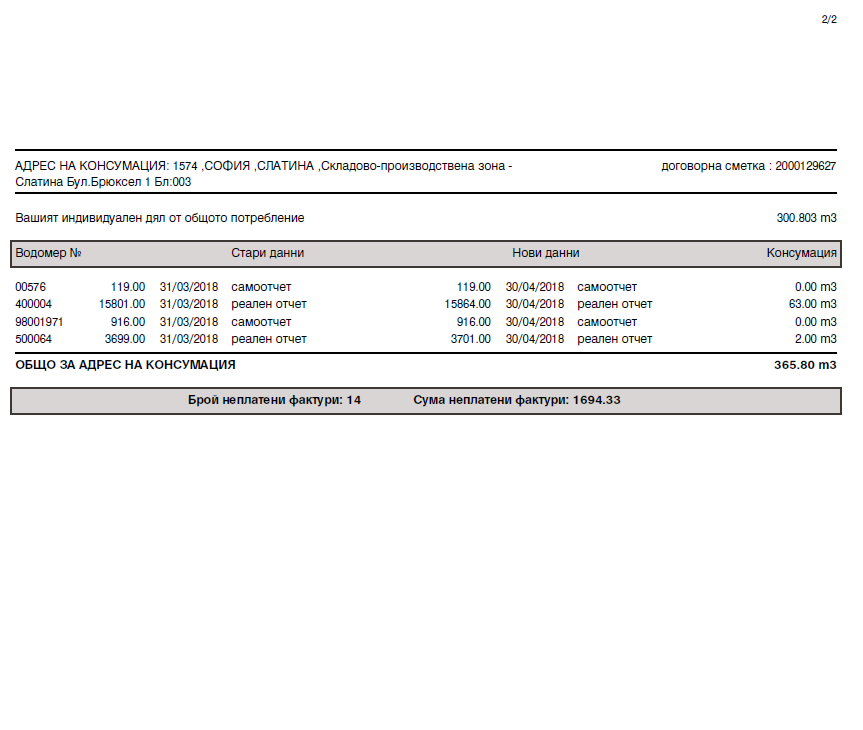 2/2
АДРЕС НА КОНСУМАЦИЯ: 1574 ,СОФИЯ ,СЛАТИНА ,Складово-производствена зона - договорна сметка : 2000129627
Слатина Бул.Брюксел 1 Бл:003
Вашият индивидуален дял от общото потребление 300.803 m3
Водомер № Стари данни Нови данни Консумация
00576 119.00 31/03/2018 самоотчет 119.00 30/04/2018 самоотчет 0.00 m3
400004 15801.00 31/03/2018 реален отчет 15864.00 30/04/2018 реален отчет 63.00 m3
98001971 916.00 31/03/2018 самоотчет 916.00 30/04/2018 самоотчет 0.00 m3
500064 3699.00 31/03/2018 реален отчет 3701.00 30/04/2018 реален отчет 2.00 m3
ОБЩО ЗА АДРЕС НА КОНСУМАЦИЯ 365.80 m3
Брой неплатени фактури: 14 Сума неплатени фактури: 1694.33